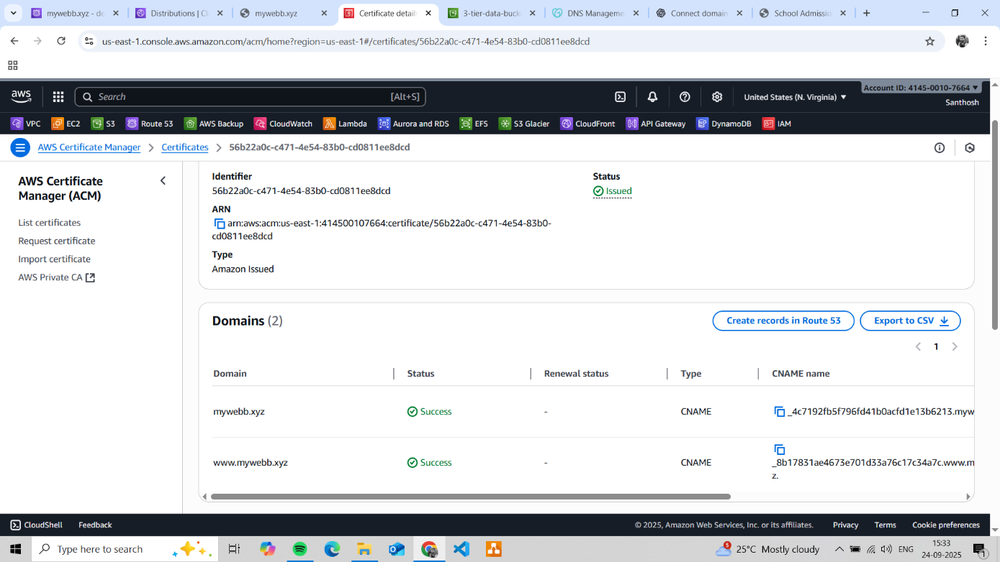 mywebb.xyz - de
Distributions | Cl
mywebb.xyz
Certificate detail
3-tier-data-buck
DNS Manageme
Connect domain
School Admissio
us-east-1.console.aws.amazon.com/acm/home?region=us-east-1#/certificates/56b22a0c-c471-4e54-83b0-cd0811ee8dcd
aws
Search
[Alt+S]
United States (N. Virginia)
Account ID: 4145-0010-7664
Santhosh
VPC
EC2
S3
Route 53
AWS Backup
CloudWatch
Lambda
Aurora and RDS
EFS
S3 Glacier
CloudFront
API Gateway
DynamoDB
IAM
AWS Certificate Manager
Certificates
56b22a0c-c471-4e54-83b0-cd0811ee8dcd
AWS Certificate
Manager (ACM)
List certificates
Request certificate
Import certificate
AWS Private CA
Identifier
56b22a0c-c471-4e54-83b0-cd0811ee8dcd
Status
Issued
ARN
arn:aws:acm:us-east-1:414500107664:certificate/56b22a0c-c471-4e54-83b0-
cd0811ee8dcd
Type
Amazon Issued
Domains (2)
Create records in Route 53
Export to CSV
1
Domain
Status
Renewal status
Type
CNAME name
mywebb.xyz
Success
-
CNAME
_4c7192fb5f796fd41b0acfd1e13b6213.myw
www.mywebb.xyz
Success
-
CNAME
_8b17831ae4673e701d33a76c17c34a7c.www.m
z.
CloudShell
Feedback
© 2025, Amazon Web Services, Inc. or its affiliates.
Privacy
Terms
Cookie preferences
Type here to search
5
25°C Mostly cloudy
ENG
15:33
24-09-2025
1